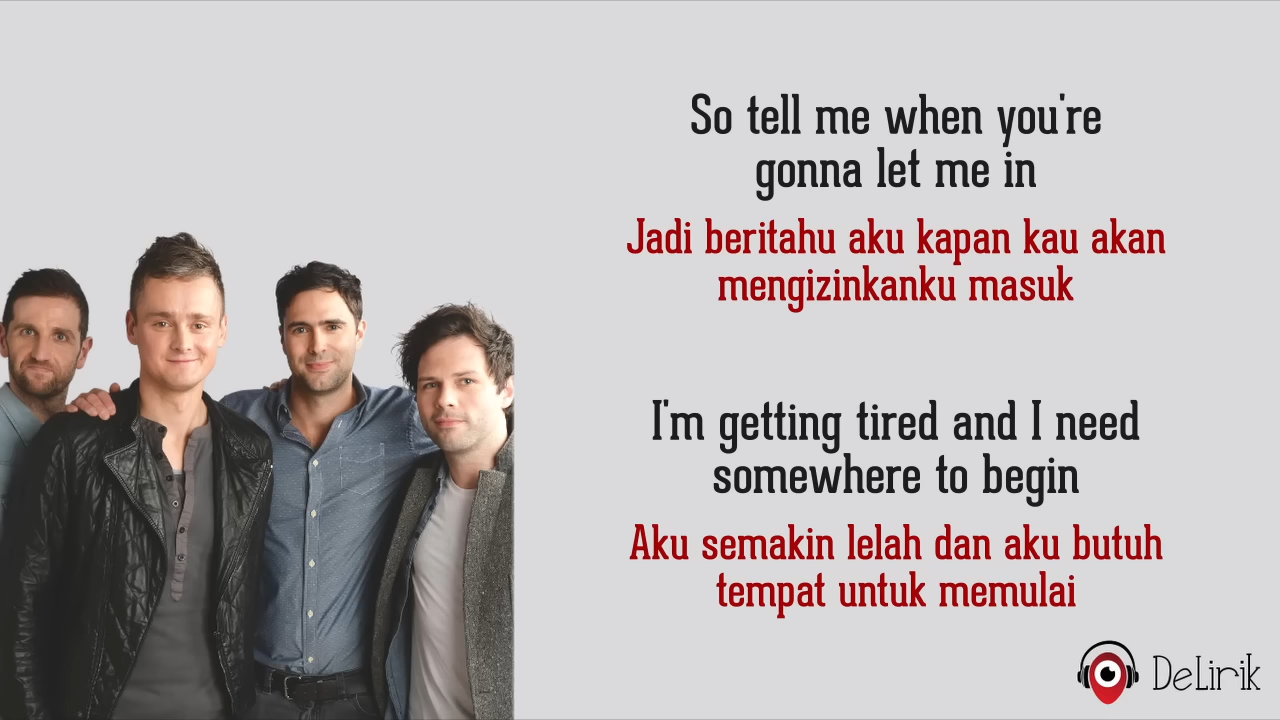 So tell me when you're
gonna let me in
Jadi beritahu aku kapan kau akan
mengizinkanku masuk
I'm getting tired and I need
somewhere to begin
Aku semakin lelah dan aku butuh
tempat untuk memulai
DeLirik